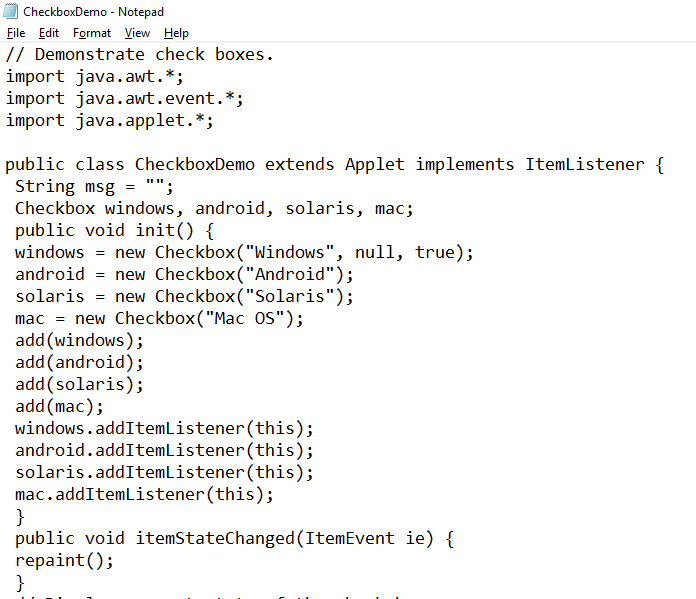 CheckboxDemo - Notepad
File Edit Format View Help
// Demonstrate check boxes.
import java.awt.*;
import java.awt.event.*;
import java.applet.*;
public class CheckboxDemo extends Applet implements ItemListener {
String msg = "";
Checkbox windows, android, solaris, mac;
public void init() {
windows = new Checkbox("Windows", null, true);
android = new Checkbox("Android");
solaris = new Checkbox("Solaris");
mac = new Checkbox("Mac OS");
add(windows);
add(android);
add(solaris);
add(mac);
windows.addItemListener(this);
android.addItemListener(this);
solaris.addItemListener(this);
mac.addItemListener(this);
}
public void itemStateChanged(ItemEvent ie) {
repaint();
}